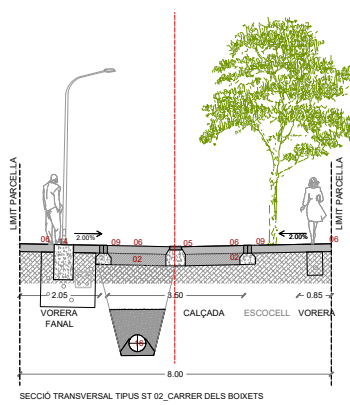 LIMIT PARCEL·LA
LIMIT PARCEL·LA
2.00%
2.00%
06
14
09
06
05
06
09
06
02
02
2.05
3.50
0.85
VORERA
FANAL
CALÇADA
ESCOCELL
VORERA
8.00
SECCIÓ TRANSVERSAL TIPUS ST 02_CARRER DELS BOIXETS